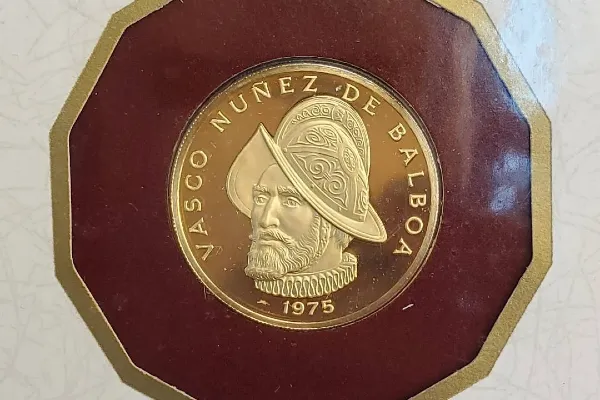 VASCO NUÑEZ DE BALBOA
1975